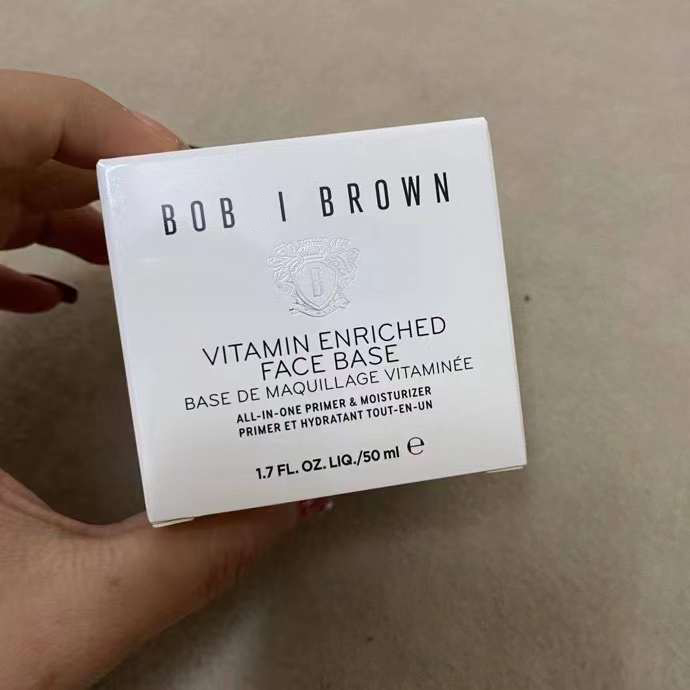 BOB I BROWN
B
VITAMIN ENRICHED
FACE BASE
BASE DE MAQUILLAGE VITAMINÉE
ALL-IN-ONE PRIMER & MOISTURIZER
PRIMER ET HYDRATANT TOUT-EN-UN
1.7 FL. OZ. LIQ./50 ml ℮